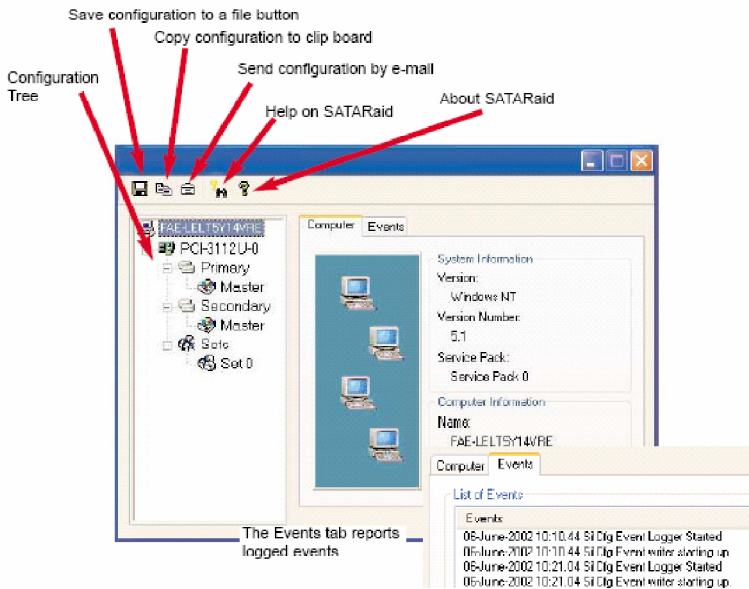 Save configuration to a file button
Copy configuration to clip board
Send configuration by e-mail
Configuration
Tree
Help on SATARaid
About SATARaid
FAE-LELT5Y14VRE
PCI-3112U-0
Primary
Master
Secondary
Master
Sets
Set 0
Computer
Events
System Information
Version:
Windows NT
Version Number:
5.1
Service Pack:
Service Pack 0
Computer Information
Name:
FAE-LELT5Y14VRE
The Events tab reports
logged events
Computer
Events
List of Events
Events
06-June-2002 10:10.44 Sil Cfg Event Logger Started
06-June-2002 10:10.44 Sil Cfg Event writer starting up.
06-June-2002 10:21.04 Sil Cfg Event Logger Started
06-June-2002 10:21.04 Sil Cfg Event writer starting up.